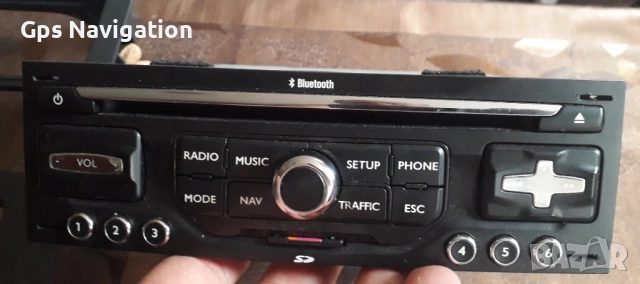 Gps Navigation
Bluetooth
VOL
RADIO MUSIC SETUP PHONE
MODE NAV TRAFFIC ESC
1 2 3
4 5 6
SD
bazar